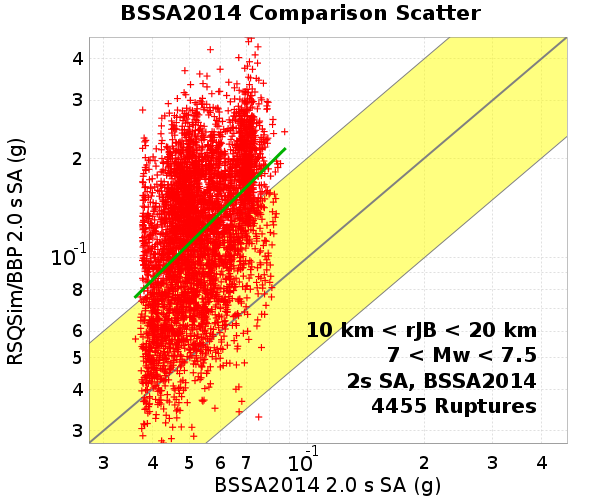 BSSA2014 Comparison Scatter
RSQSim/BBP 2.0 s SA (g)
4
3
2
10^-1
8
6
5
4
3
10 km < rJB < 20 km
7 < Mw < 7.5
2s SA, BSSA2014
4455 Ruptures
3 4 5 6 7 10^-1 2 3 4
BSSA2014 2.0 s SA (g)